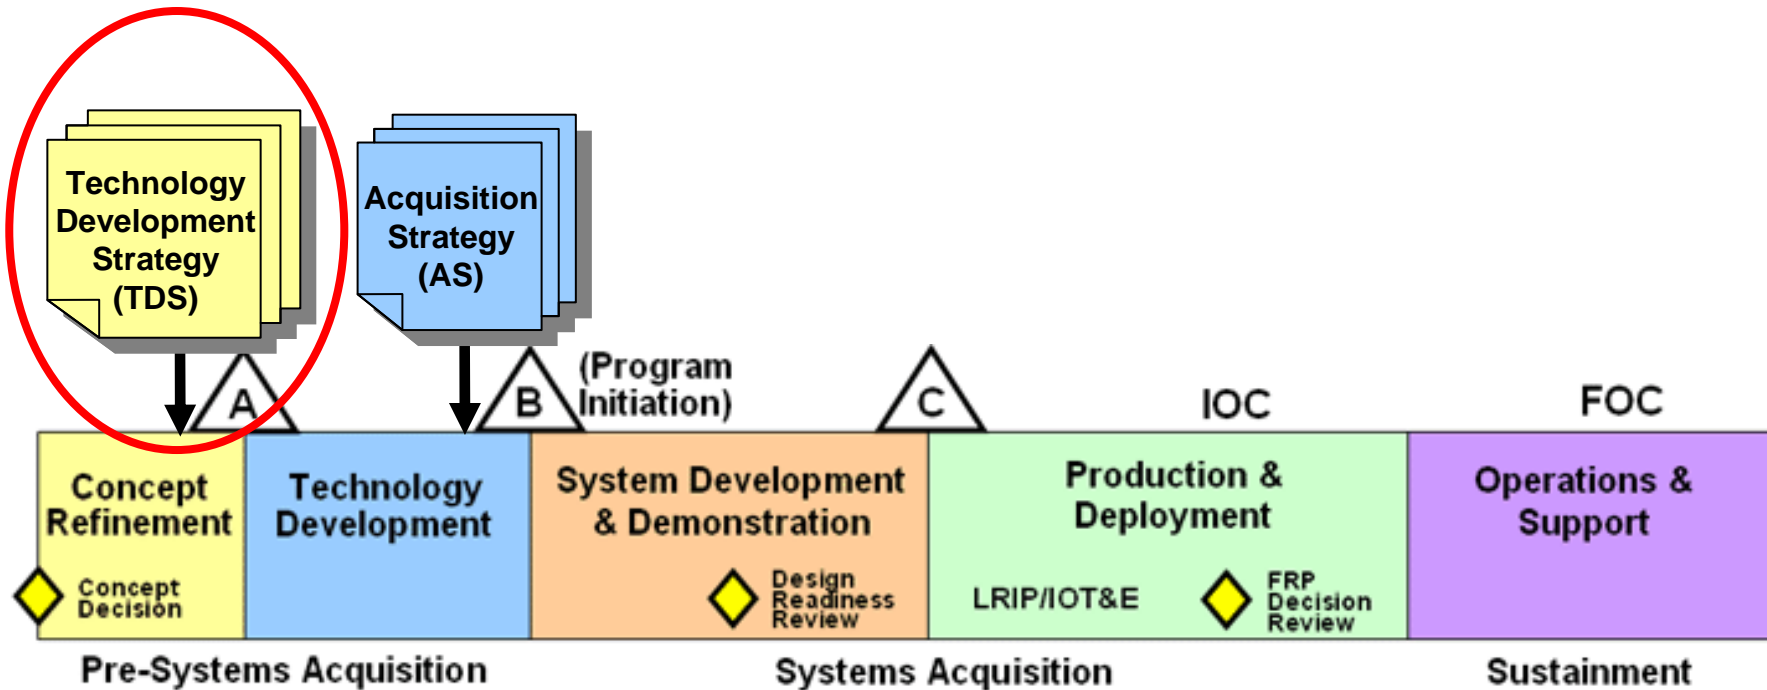 Technology
Development
Strategy
(TDS)
Acquisition
Strategy
(AS)
A
B
(Program
Initiation)
C
IOC
FOC
Concept
Refinement
Technology
Development
System Development
& Demonstration
Production &
Deployment
Operations &
Support
Concept
Decision
Design
Readiness
Review
LRIP/IOT&E
FRP
Decision
Review
Pre-Systems Acquisition
Systems Acquisition
Sustainment